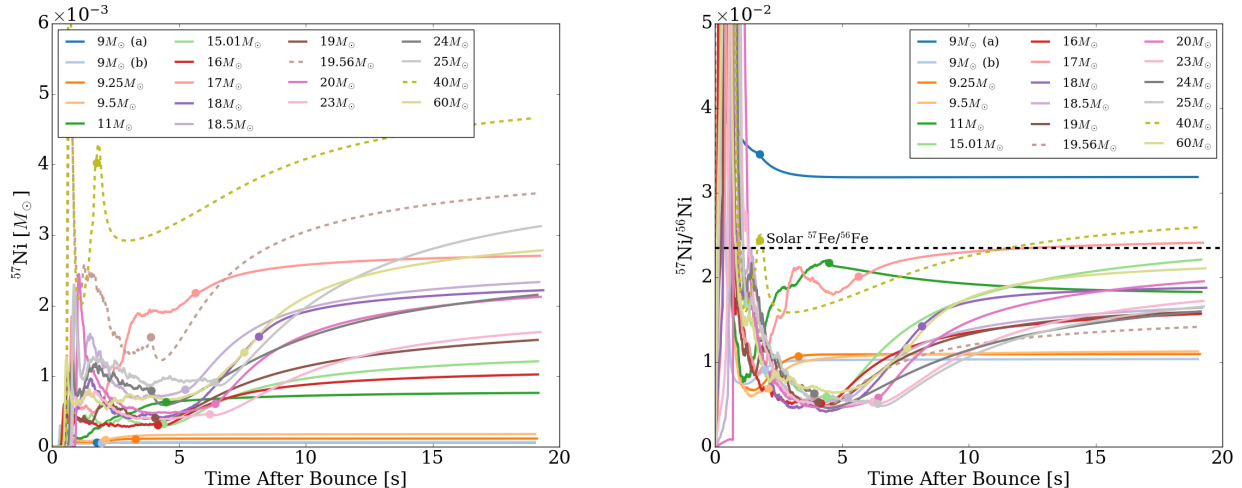 6 ×10⁻³
9M⊙ (a)
9M⊙ (b)
9.25M⊙
9.5M⊙
11M⊙
15.01M⊙
16M⊙
17M⊙
18M⊙
18.5M⊙
19M⊙
19.56M⊙
20M⊙
23M⊙
24M⊙
25M⊙
40M⊙
60M⊙
5
4
3
2
1
0
⁵⁷Ni [M⊙]
0 5 10 15 20
Time After Bounce [s]
5 ×10⁻²
9M⊙ (a)
9M⊙ (b)
9.25M⊙
9.5M⊙
11M⊙
15.01M⊙
16M⊙
17M⊙
18M⊙
18.5M⊙
19M⊙
19.56M⊙
20M⊙
23M⊙
24M⊙
25M⊙
40M⊙
60M⊙
4
3
2
1
0
⁵⁷Ni/⁵⁶Ni
Solar ⁵⁷Fe/⁵⁶Fe
0 5 10 15 20
Time After Bounce [s]